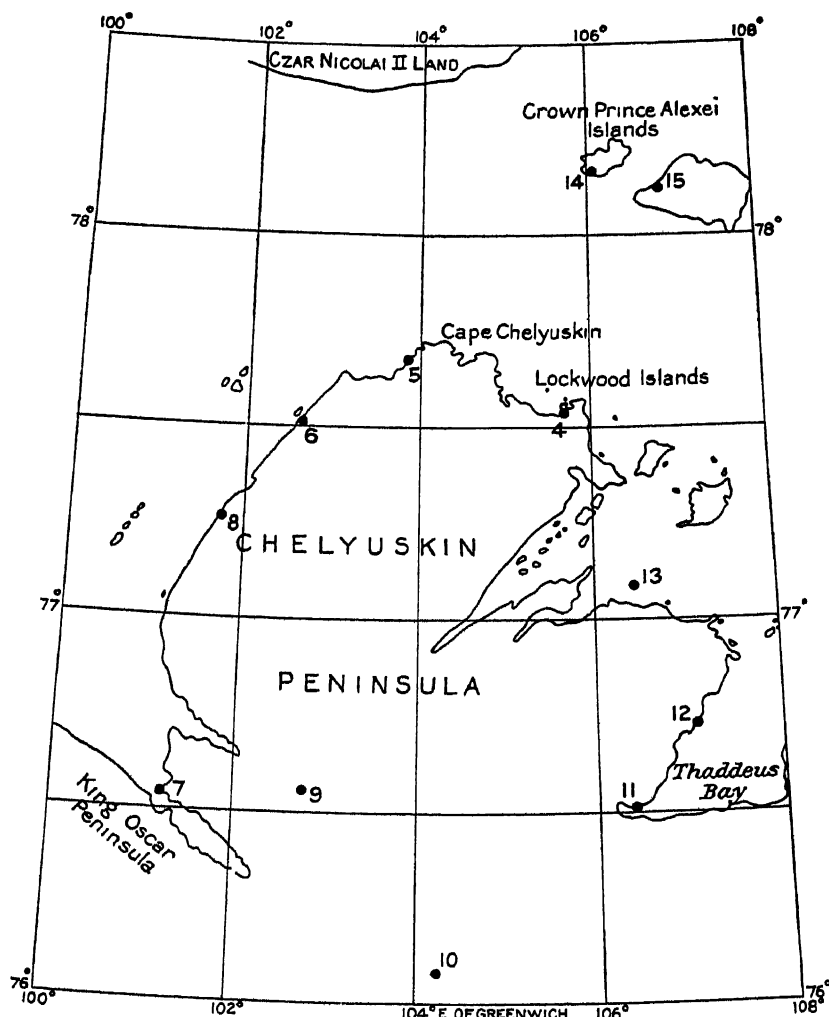 100°
102°
104°
106°
108°
CZAR NICOLAI II LAND
Crown Prince Alexei
Islands
14
15
78°
78°
Cape Chelyuskin
5
Lockwood Islands
6
4
8
CHELYUSKIN
13
77°
77°
PENINSULA
12
7
9
11
Thaddeus
Bay
King Oscar
Peninsula
10
76°
76°
100°
102°
104° E. OF GREENWICH
106°
108°